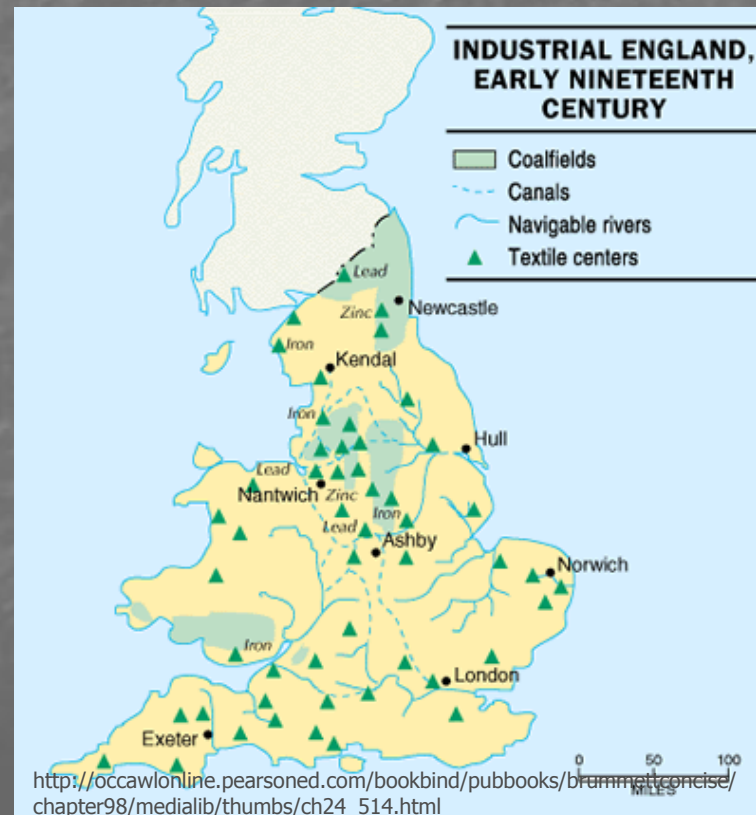 INDUSTRIAL ENGLAND,
EARLY NINETEENTH
CENTURY
Coalfields
Canals
Navigable rivers
Textile centers
Lead
Zinc
Newcastle
Iron
Kendal
Iron
Hull
Lead
Nantwich
Zinc
Iron
Lead
Ashby
Norwich
Iron
London
Exeter
0 50 100
MILES
http://occawlonline.pearsoned.com/bookbind/pubbooks/brummettconcise/
chapter98/medialib/thumbs/ch24_514.html